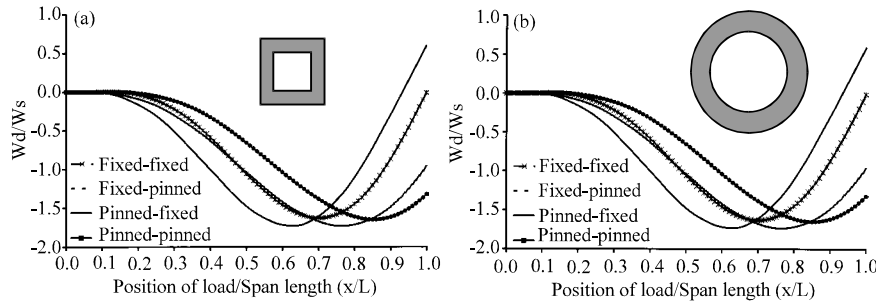 (a)
1.0
0.5
0.0
-0.5
-1.0
-1.5
-2.0
Wd/Ws
Fixed-fixed
Fixed-pinned
Pinned-fixed
Pinned-pinned
0.0 0.1 0.2 0.3 0.4 0.5 0.6 0.7 0.8 0.9 1.0
Position of load/Span length (x/L)
(b)
1.0
0.5
0.0
-0.5
-1.0
-1.5
-2.0
Wd/Ws
Fixed-fixed
Fixed-pinned
Pinned-fixed
Pinned-pinned
0.0 0.1 0.2 0.3 0.4 0.5 0.6 0.7 0.8 0.9 1.0
Position of load/Span length (x/L)